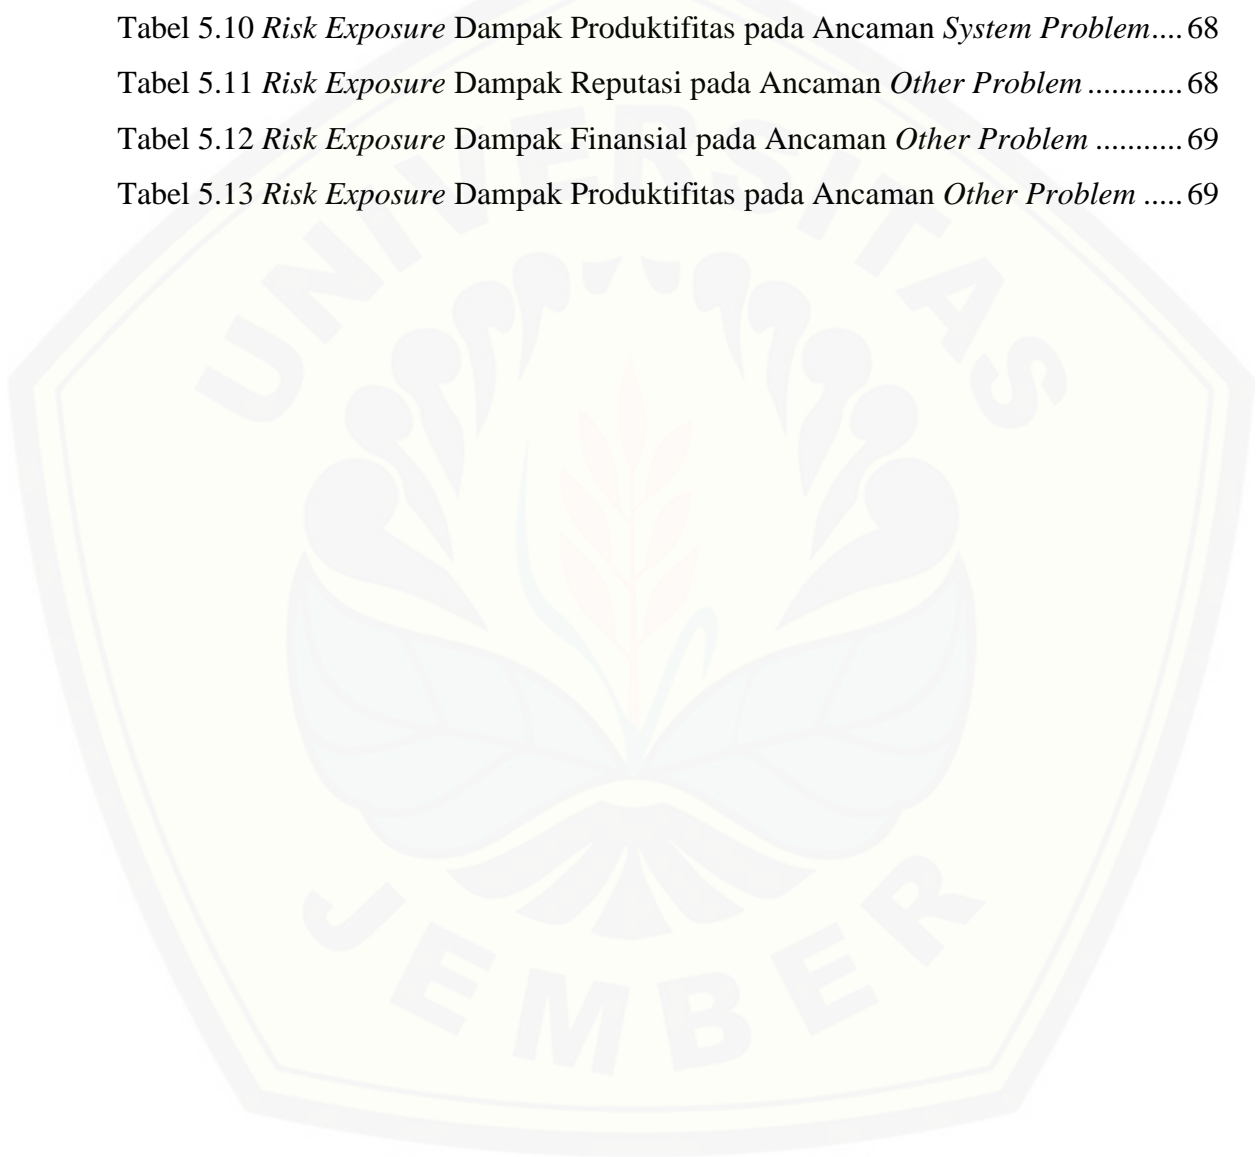 Tabel 5.10 Risk Exposure Dampak Produktifitas pada Ancaman System Problem.... 68
Tabel 5.11 Risk Exposure Dampak Reputasi pada Ancaman Other Problem ............ 68
Tabel 5.12 Risk Exposure Dampak Finansial pada Ancaman Other Problem ........... 69
Tabel 5.13 Risk Exposure Dampak Produktifitas pada Ancaman Other Problem ..... 69
UNIVERSITAS
JEMBER